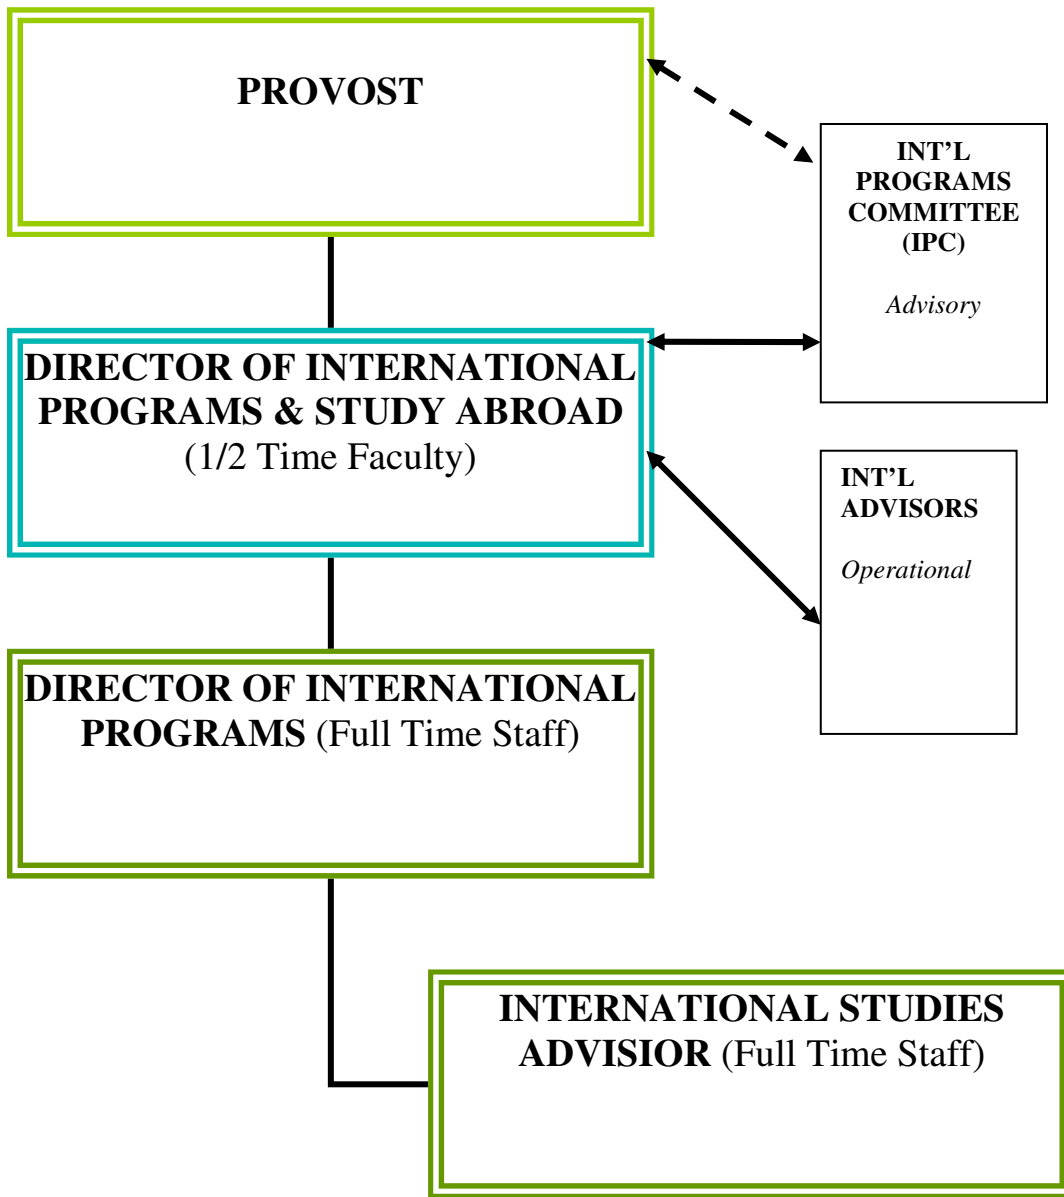 PROVOST
INT’L
PROGRAMS
COMMITTEE
(IPC)
Advisory
DIRECTOR OF INTERNATIONAL
PROGRAMS & STUDY ABROAD
(1/2 Time Faculty)
INT’L
ADVISORS
Operational
DIRECTOR OF INTERNATIONAL
PROGRAMS (Full Time Staff)
INTERNATIONAL STUDIES
ADVISIOR (Full Time Staff)